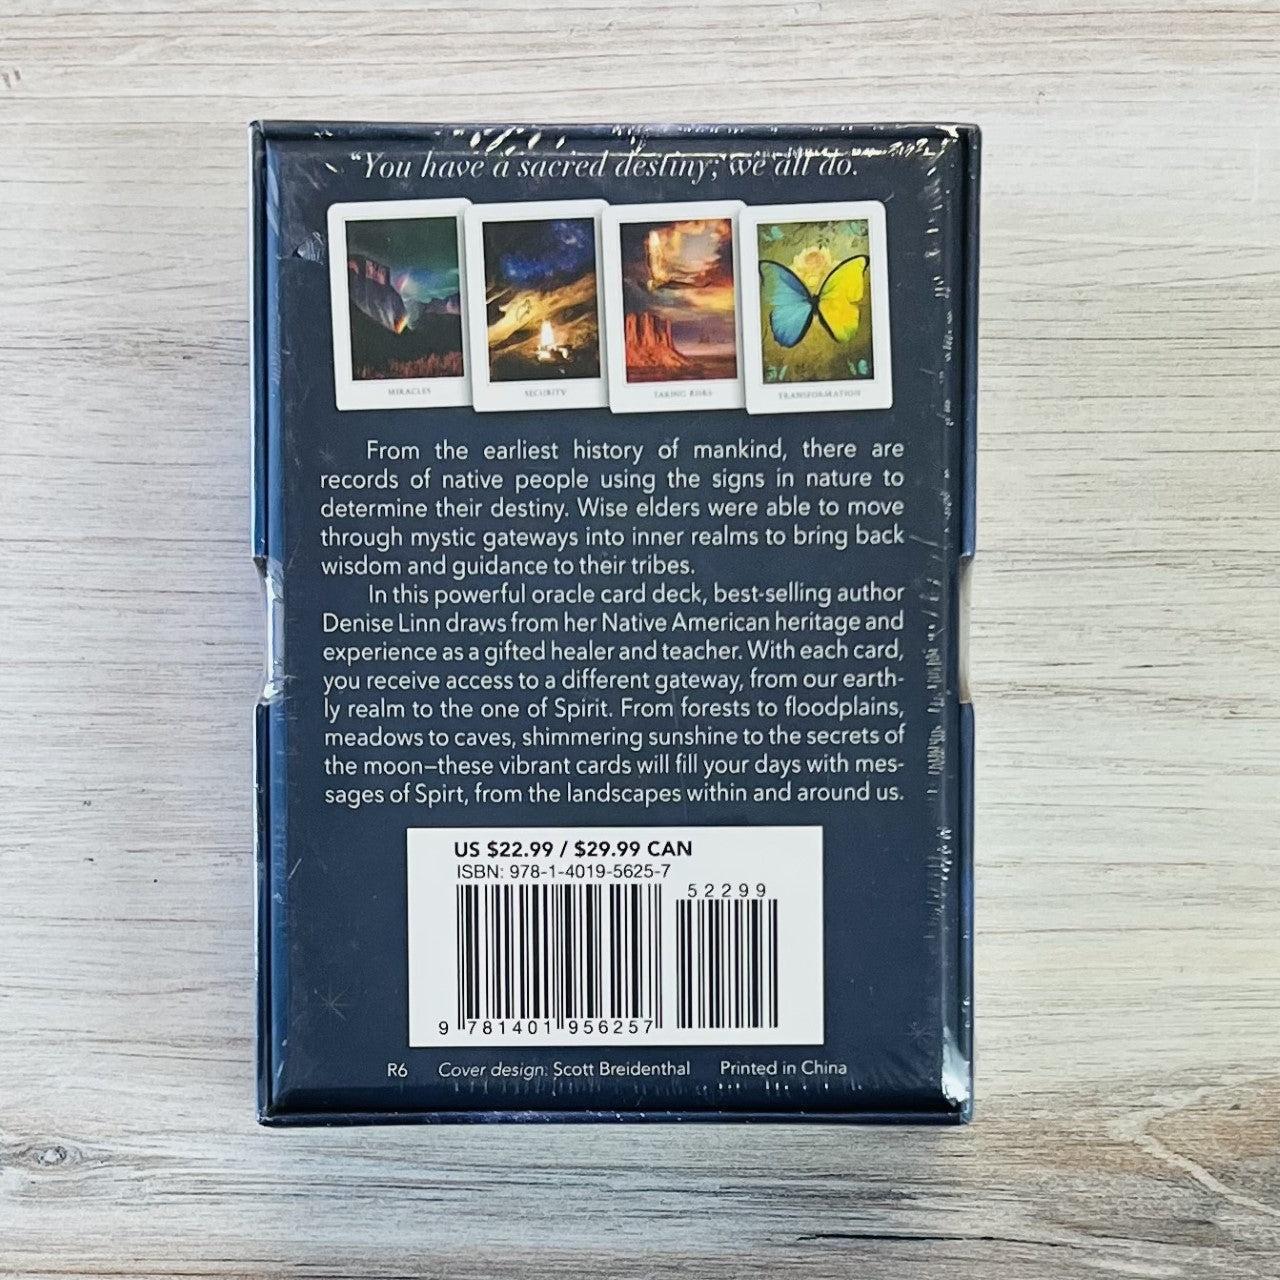 “You have a sacred destiny; we all do.
MIRACLES
SECURITY
TAKING RISKS
TRANSFORMATION
From the earliest history of mankind, there are
records of native people using the signs in nature to
determine their destiny. Wise elders were able to move
through mystic gateways into inner realms to bring back
wisdom and guidance to their tribes.
In this powerful oracle card deck, best-selling author
Denise Linn draws from her Native American heritage and
experience as a gifted healer and teacher. With each card,
you receive access to a different gateway, from our earth-
ly realm to the one of Spirit. From forests to floodplains,
meadows to caves, shimmering sunshine to the secrets of
the moon—these vibrant cards will fill your days with mes-
sages of Spirt, from the landscapes within and around us.
US $22.99 / $29.99 CAN
ISBN: 978-1-4019-5625-7
52299
9 781401 956257
R6 Cover design: Scott Breidenthal Printed in China